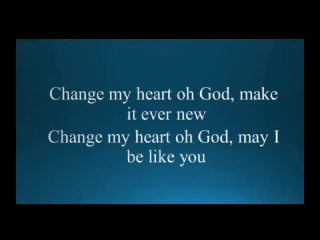 Change my heart oh God, make
it ever new
Change my heart oh God, may I
be like you